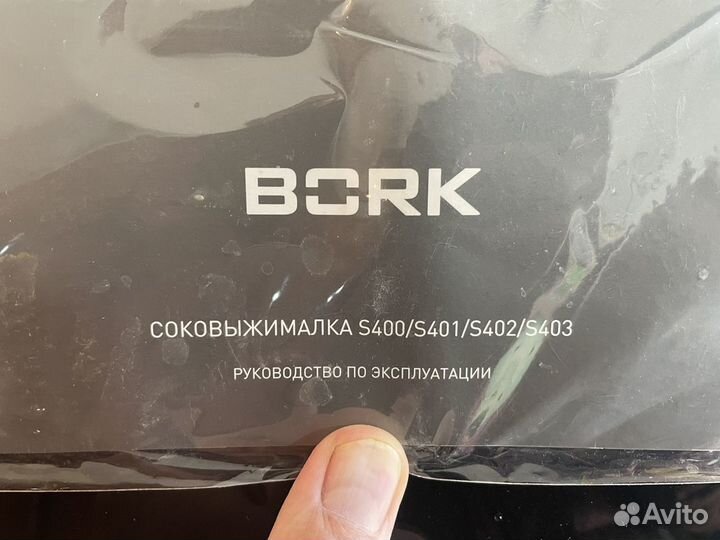 BORK
СОКОВЫЖИМАЛКА S400/S401/S402/S403
РУКОВОДСТВО ПО ЭКСПЛУАТАЦИИ
Avito